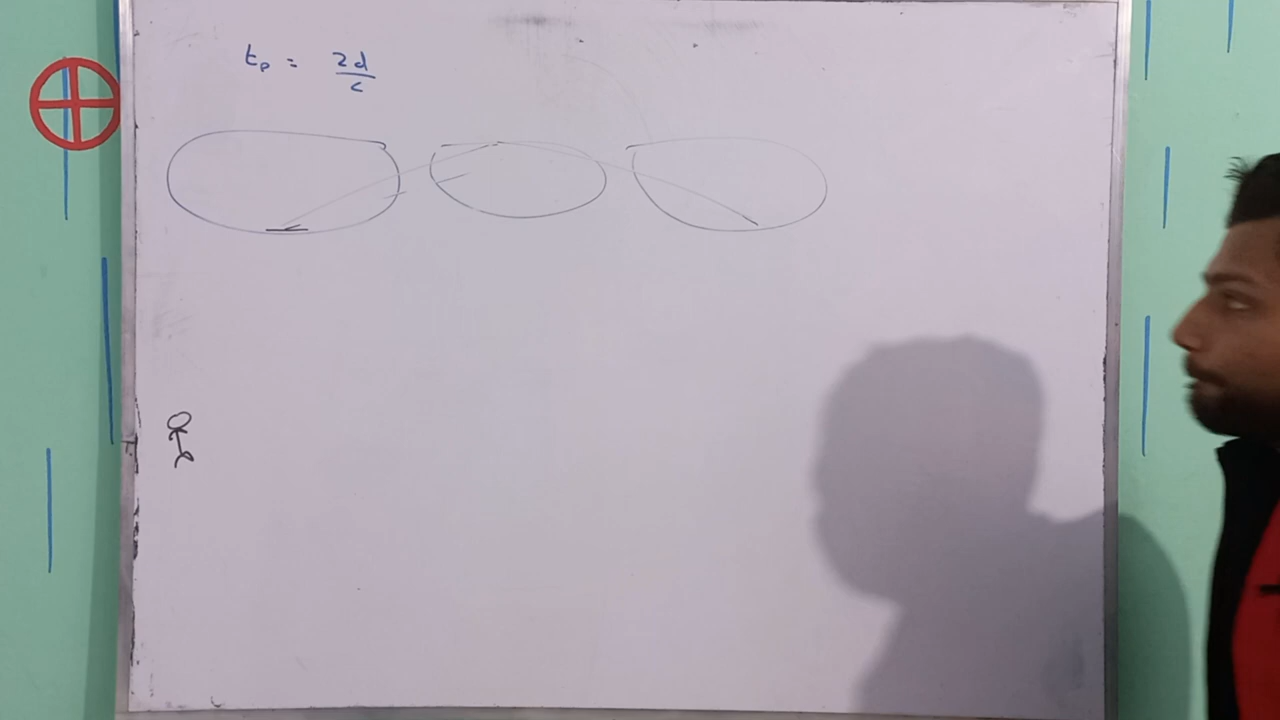 tₚ = 2d/c